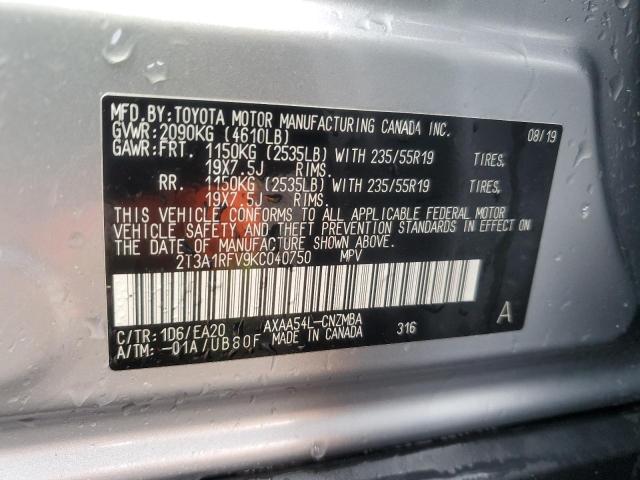 MFD.BY:TOYOTA MOTOR MANUFACTURING CANADA INC. 08/19
GVWR:2090KG (4610LB)
GAWR:FRT. 1150KG (2535LB) WITH 235/55R19 TIRES,
19X7.5J RIMS.
RR. 1150KG (2535LB) WITH 235/55R19 TIRES,
19X7.5J RIMS.
THIS VEHICLE CONFORMS TO ALL APPLICABLE FEDERAL MOTOR
VEHICLE SAFETY AND THEFT PREVENTION STANDARDS IN EFFECT ON
THE DATE OF MANUFACTURE SHOWN ABOVE.
2T3A1RFV9KC040750 MPV
C/TR:1D6/EA20 AXAA54L-CNZMBA 316 A
A/TM:-01A/UB80F MADE IN CANADA